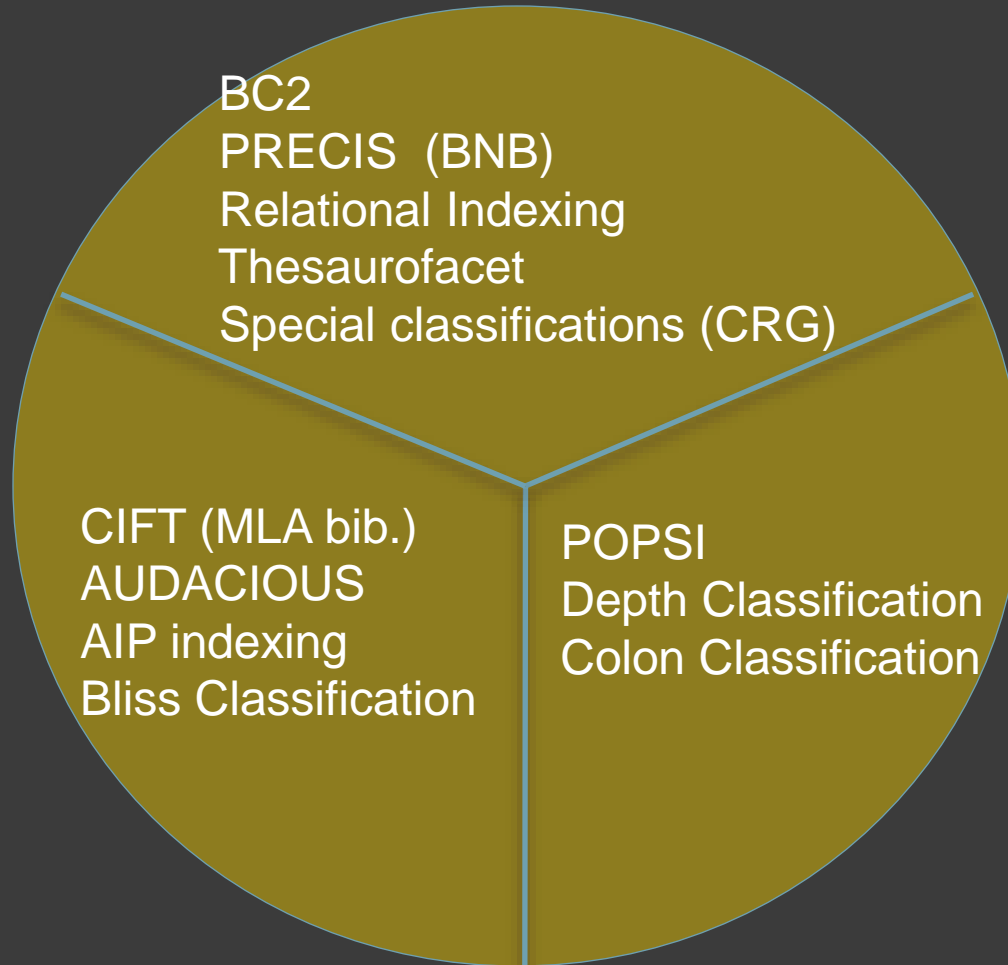 BC2
PRECIS (BNB)
Relational Indexing
Thesaurofacet
Special classifications (CRG)
CIFT (MLA bib.)
AUDACIOUS
AIP indexing
Bliss Classification
POPSI
Depth Classification
Colon Classification